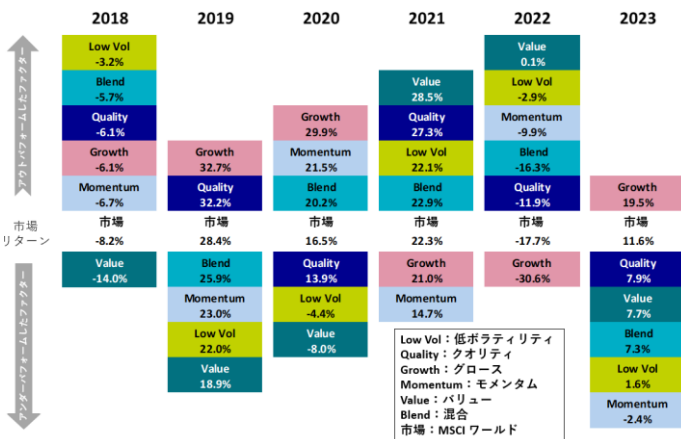 2018 2019 2020 2021 2022 2023
アウトパフォームしたファクター
Low Vol
-3.2%
Blend
-5.7%
Quality
-6.1%
Growth
-6.1%
Momentum
-6.7%
市場
-8.2%
Value
-14.0%
Growth
32.7%
Quality
32.2%
市場
28.4%
Blend
25.9%
Momentum
23.0%
Low Vol
22.0%
Value
18.9%
Growth
29.9%
Momentum
21.5%
Blend
20.2%
市場
16.5%
Quality
13.9%
Low Vol
-4.4%
Value
-8.0%
Value
28.5%
Quality
27.3%
Low Vol
22.1%
Blend
22.9%
市場
22.3%
Growth
21.0%
Momentum
14.7%
Value
0.1%
Low Vol
-2.9%
Momentum
-9.9%
Blend
-16.3%
Quality
-11.9%
市場
-17.7%
Growth
-30.6%
Growth
19.5%
市場
11.6%
Quality
7.9%
Value
7.7%
Blend
7.3%
Low Vol
1.6%
Momentum
-2.4%
市場
リターン
アンダーパフォームしたファクター
Low Vol：低ボラティリティ
Quality：クオリティ
Growth：グロース
Momentum：モメンタム
Value：バリュー
Blend：混合
市場：MSCI ワールド